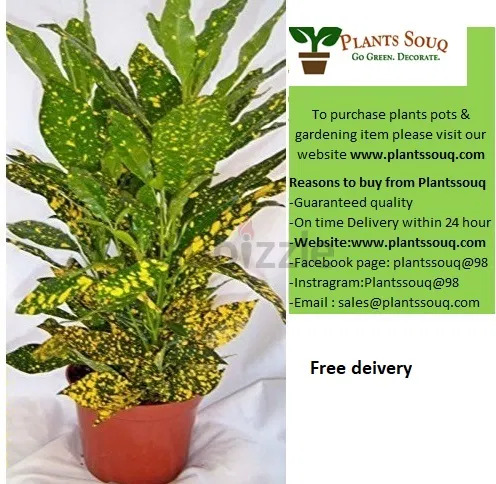 PLANTS SOUQ
GO GREEN. DECORATE.
To purchase plants pots &
gardening item please visit our
website www.plantssouq.com
Reasons to buy from Plantssouq
-Guaranteed quality
-On time Delivery within 24 hour
-Website:www.plantssouq.com
-Facebook page: plantssouq@98
-Instragram:Plantssouq@98
-Email : sales@plantssouq.com
Free deivery